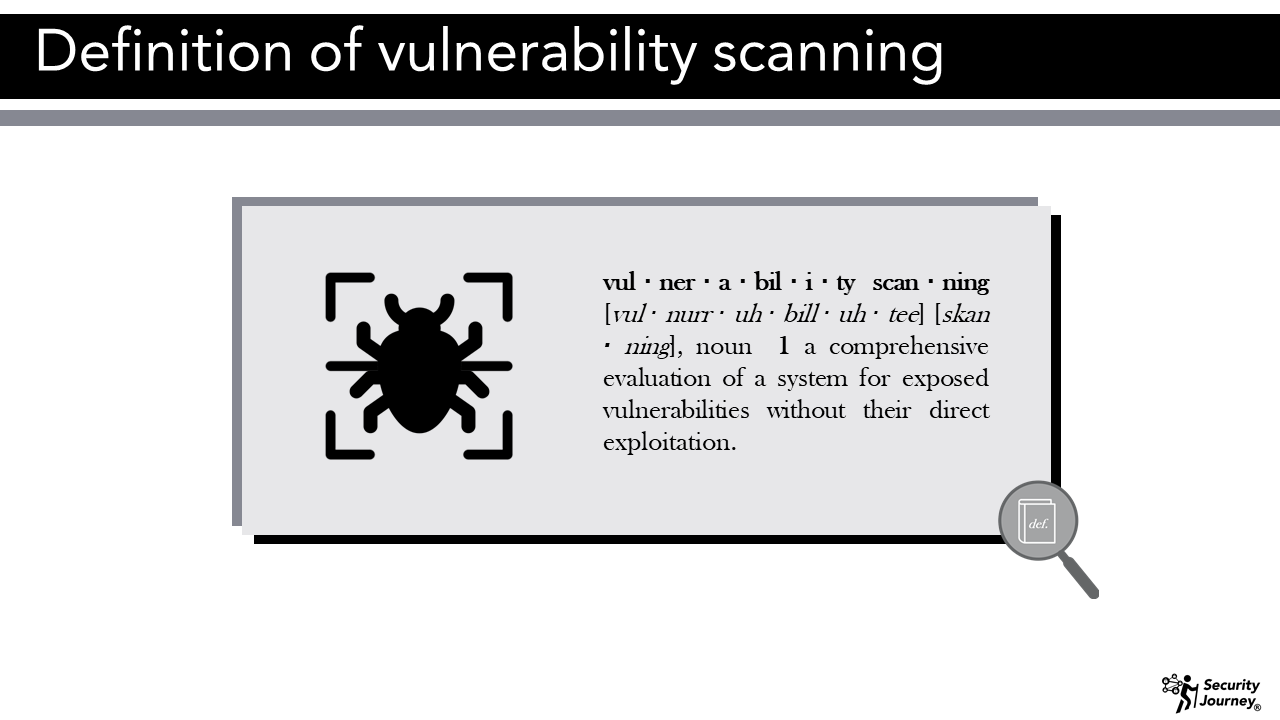 Definition of vulnerability scanning
vul · ner · a · bil · i · ty scan · ning
[vul · nurr · uh · bill · uh · tee] [skan
· ning], noun 1 a comprehensive
evaluation of a system for exposed
vulnerabilities without their direct
exploitation.
def.
Security
Journey®